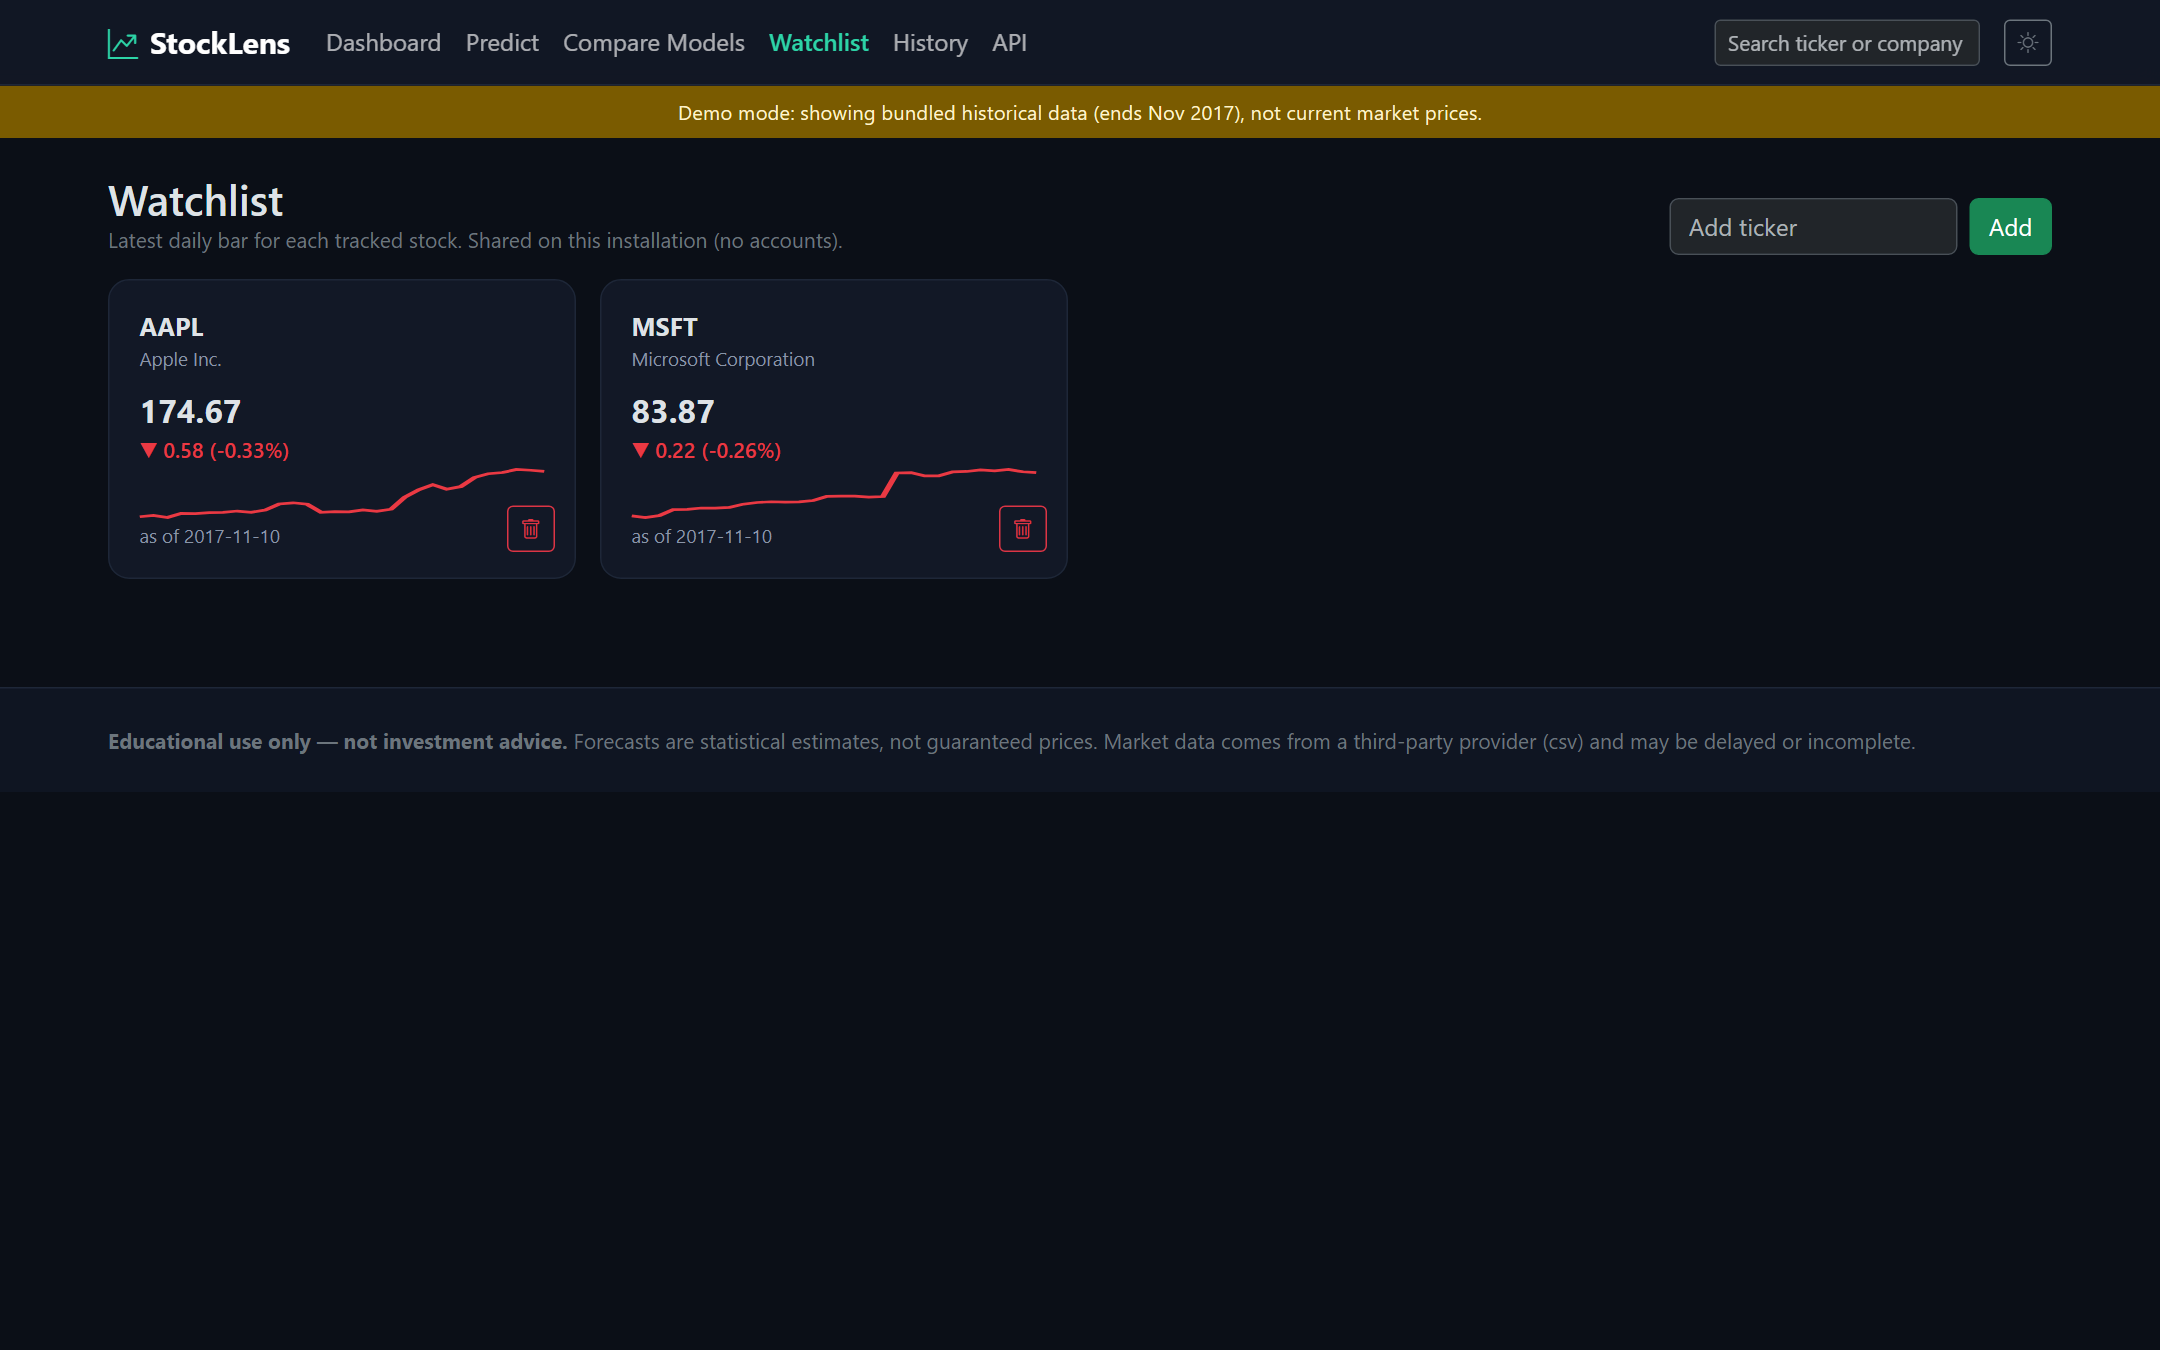 StockLens Dashboard Predict Compare Models Watchlist History API Search ticker or company
Demo mode: showing bundled historical data (ends Nov 2017), not current market prices.
Watchlist
Latest daily bar for each tracked stock. Shared on this installation (no accounts).
Add ticker Add
AAPL
Apple Inc.
174.67
▼ 0.58 (-0.33%)
as of 2017-11-10
MSFT
Microsoft Corporation
83.87
▼ 0.22 (-0.26%)
as of 2017-11-10
Educational use only — not investment advice. Forecasts are statistical estimates, not guaranteed prices. Market data comes from a third-party provider (csv) and may be delayed or incomplete.